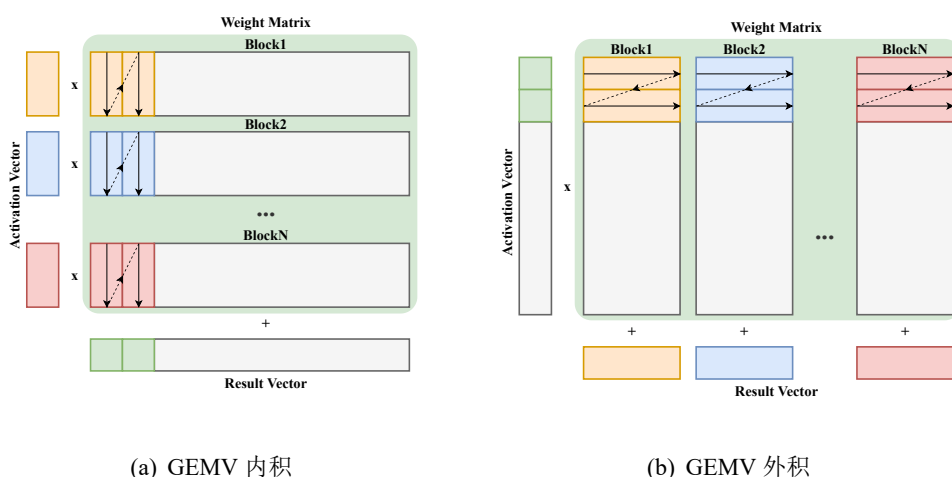 Weight Matrix
Block1
x
Block2
x
Activation Vector
...
BlockN
x
+
Result Vector
(a) GEMV 内积
Weight Matrix
Block1 Block2 BlockN
Activation Vector
x
...
+ + +
Result Vector
(b) GEMV 外积